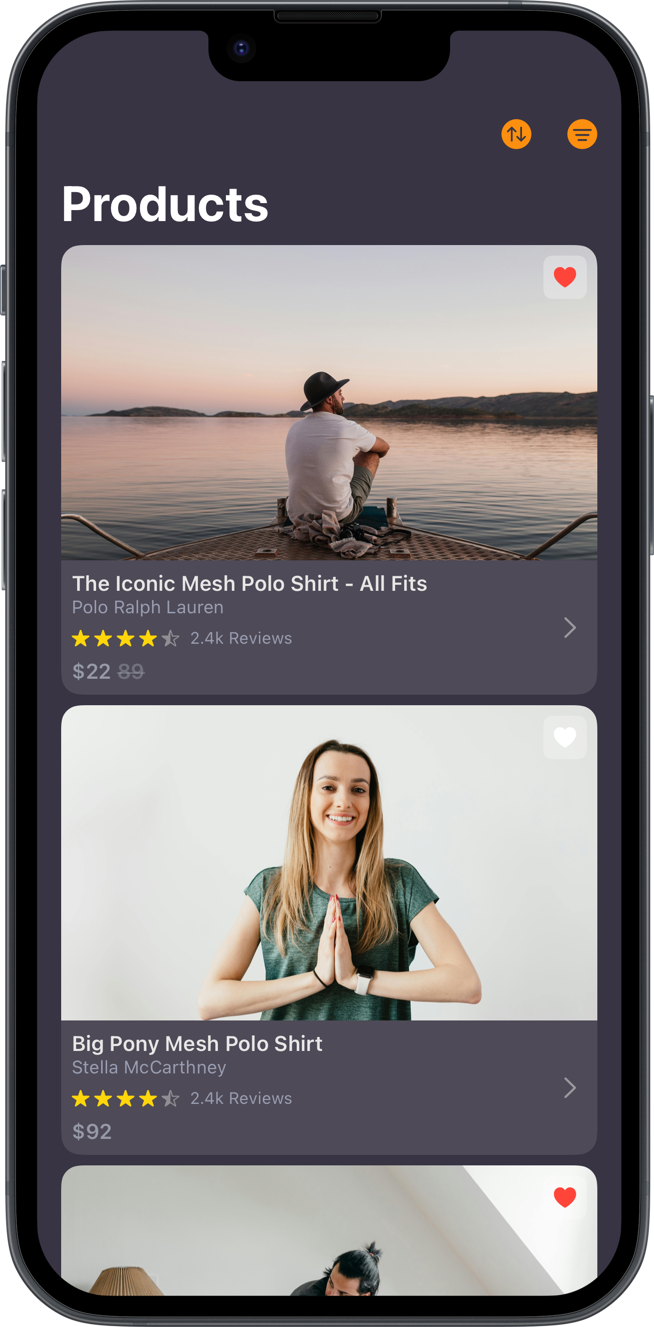 Products
The Iconic Mesh Polo Shirt - All Fits
Polo Ralph Lauren
2.4k Reviews
$22 89
Big Pony Mesh Polo Shirt
Stella McCarthney
2.4k Reviews
$92